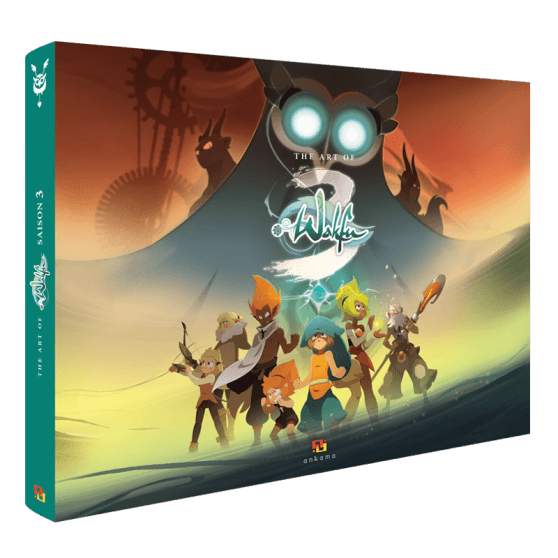 THE ART OF
3
Wakfu
ankama
THE ART OF Wakfu SAISON 3